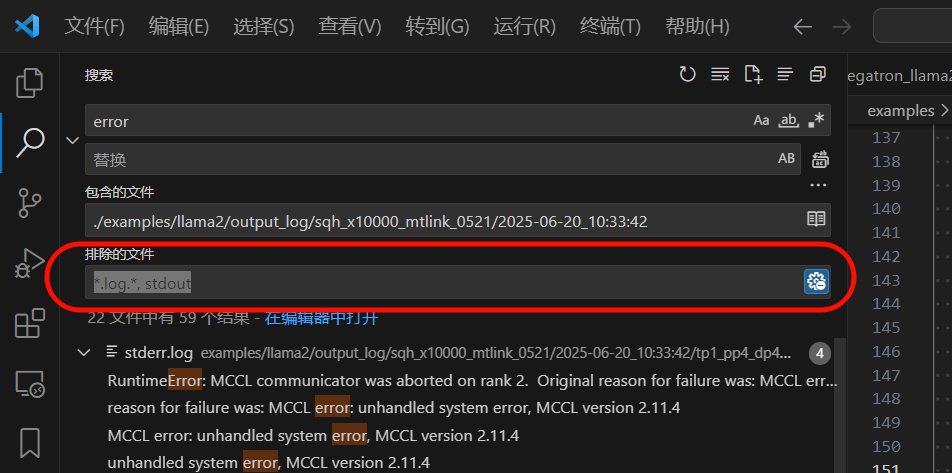 文件(F) 编辑(E) 选择(S) 查看(V) 转到(G) 运行(R) 终端(T) 帮助(H)
搜索
error Aa ab .*
替换 AB
包含的文件
./examples/llama2/output_log/sqh_x10000_mtlink_0521/2025-06-20_10:33:42
排除的文件
*.log.*, stdout
22 文件中有 59 个结果 - 在编辑器中打开
stderr.log examples/llama2/output_log/sqh_x10000_mtlink_0521/2025-06-20_10:33:42/tp1_pp4_dp4... 4
RuntimeError: MCCL communicator was aborted on rank 2. Original reason for failure was: MCCL err...
reason for failure was: MCCL error: unhandled system error, MCCL version 2.11.4
MCCL error: unhandled system error, MCCL version 2.11.4
unhandled system error, MCCL version 2.11.4
egatron_llama2
examples >
137
138
139
140
141
142
143
144
145
146
147
148
149
150
151